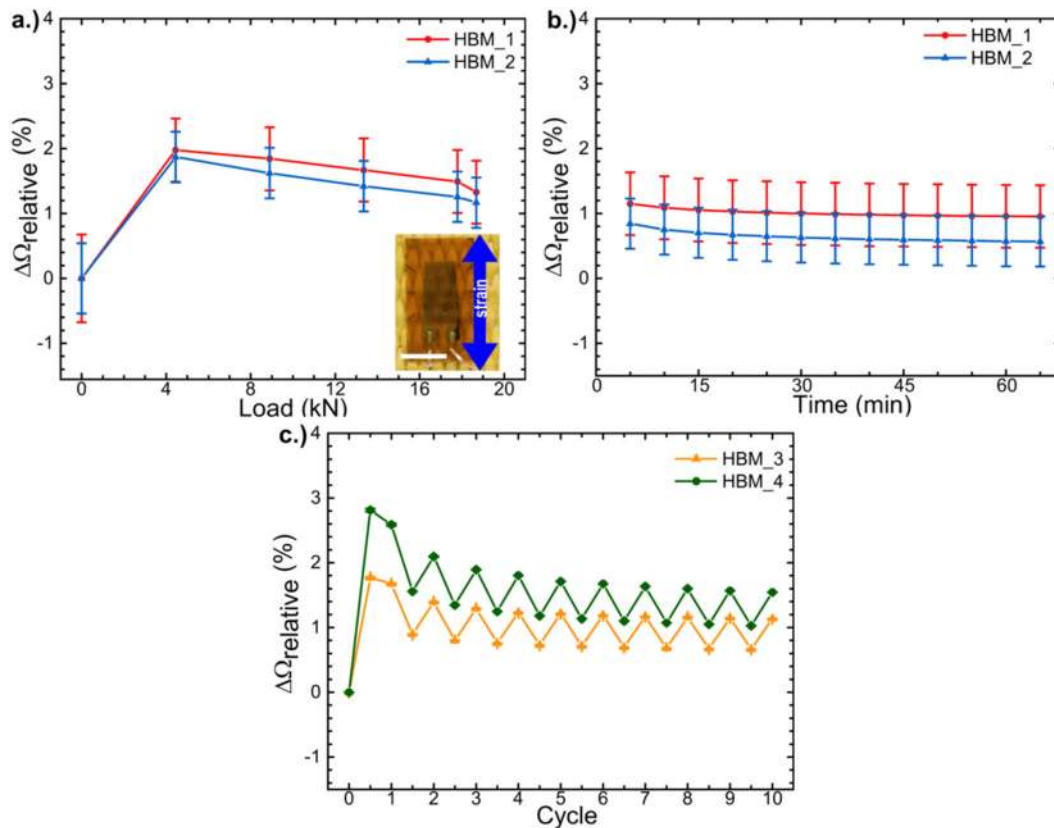 a.)
4
3
2
1
0
-1
ΔΩrelative (%)
HBM_1
HBM_2
strain
0 4 8 12 16 20
Load (kN)
b.)
4
3
2
1
0
-1
ΔΩrelative (%)
HBM_1
HBM_2
0 15 30 45 60
Time (min)
c.)
4
3
2
1
0
-1
ΔΩrelative (%)
HBM_3
HBM_4
0 1 2 3 4 5 6 7 8 9 10
Cycle